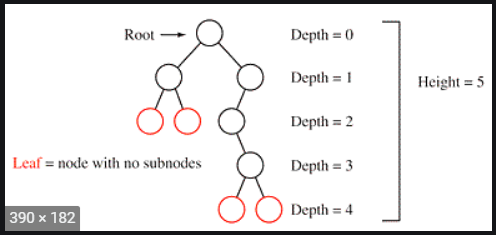 Root
Depth = 0
Depth = 1
Height = 5
Depth = 2
Leaf = node with no subnodes
Depth = 3
Depth = 4
390 × 182